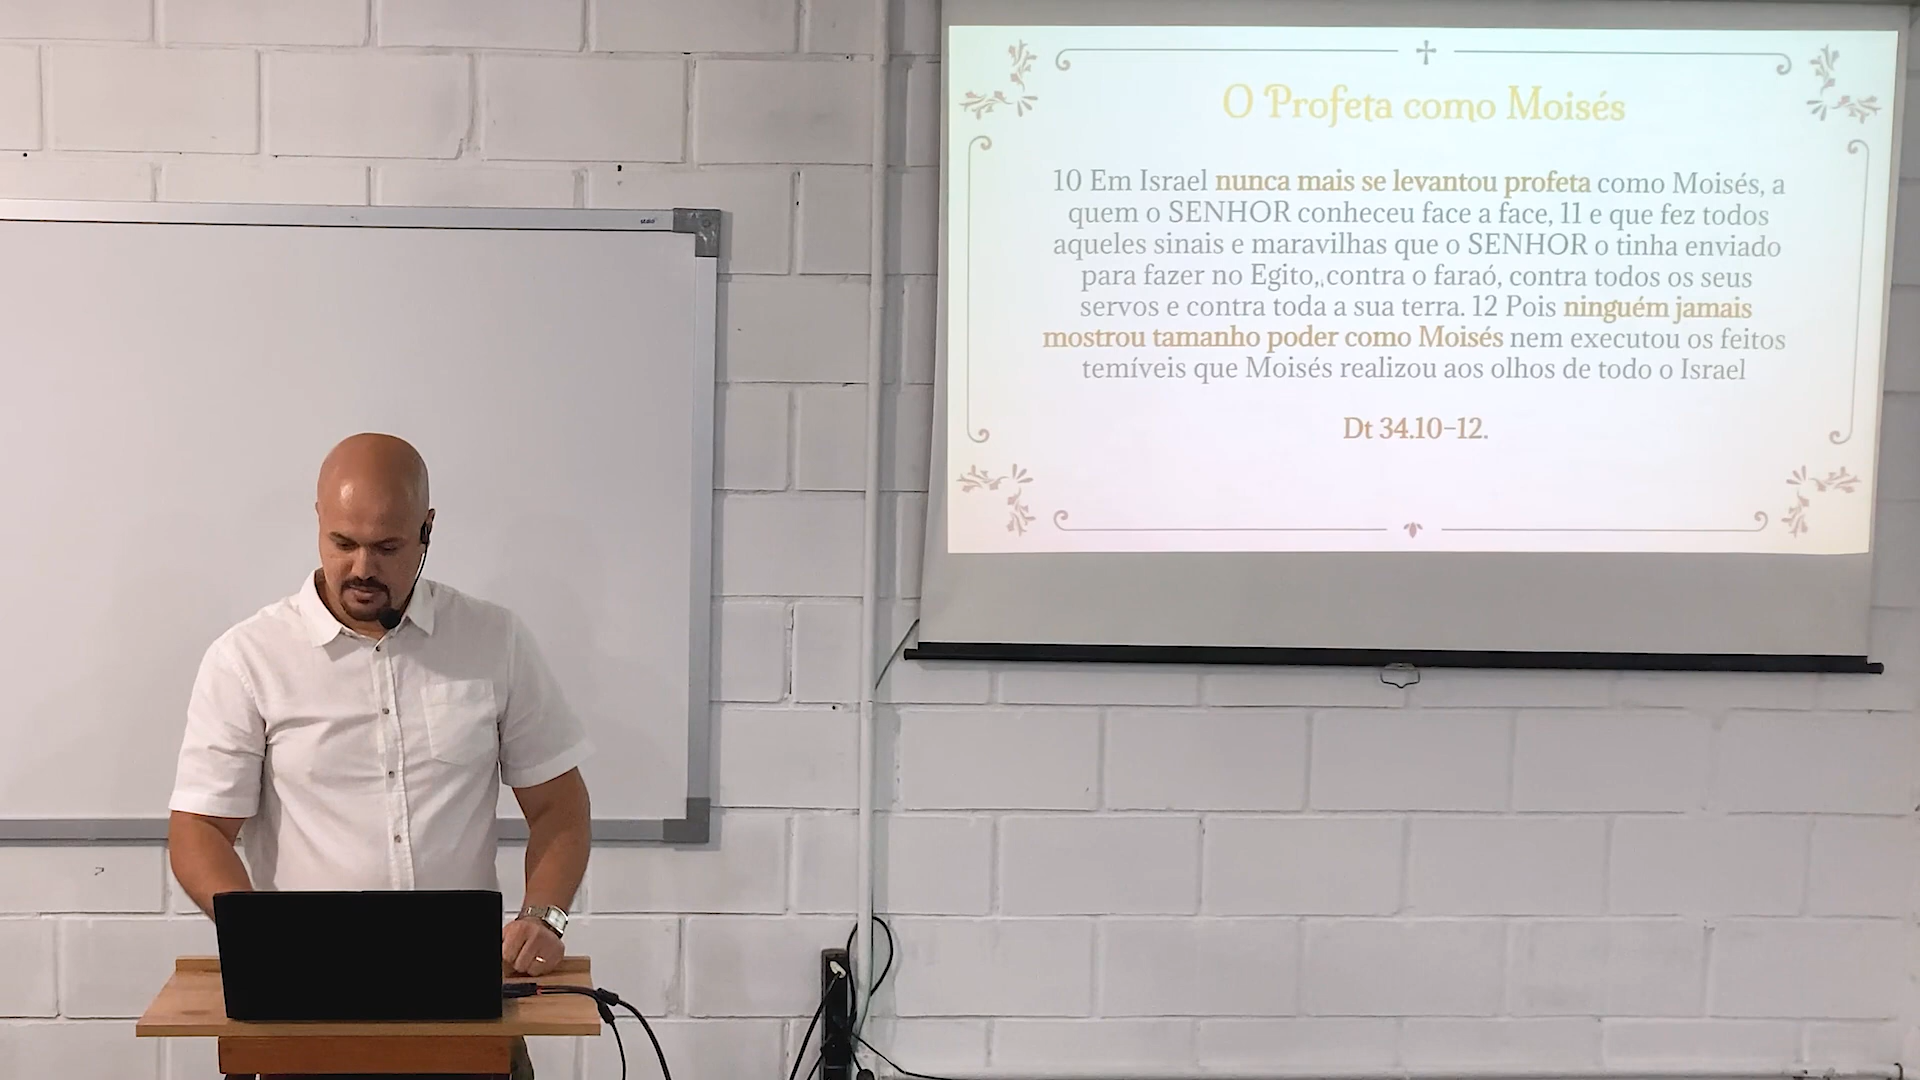 O Profeta como Moisés
10 Em Israel nunca mais se levantou profeta como Moisés, a
quem o SENHOR conheceu face a face, 11 e que fez todos
aqueles sinais e maravilhas que o SENHOR o tinha enviado
para fazer no Egito, contra o faraó, contra todos os seus
servos e contra toda a sua terra. 12 Pois ninguém jamais
mostrou tamanho poder como Moisés nem executou os feitos
temíveis que Moisés realizou aos olhos de todo o Israel
Dt 34.10-12.